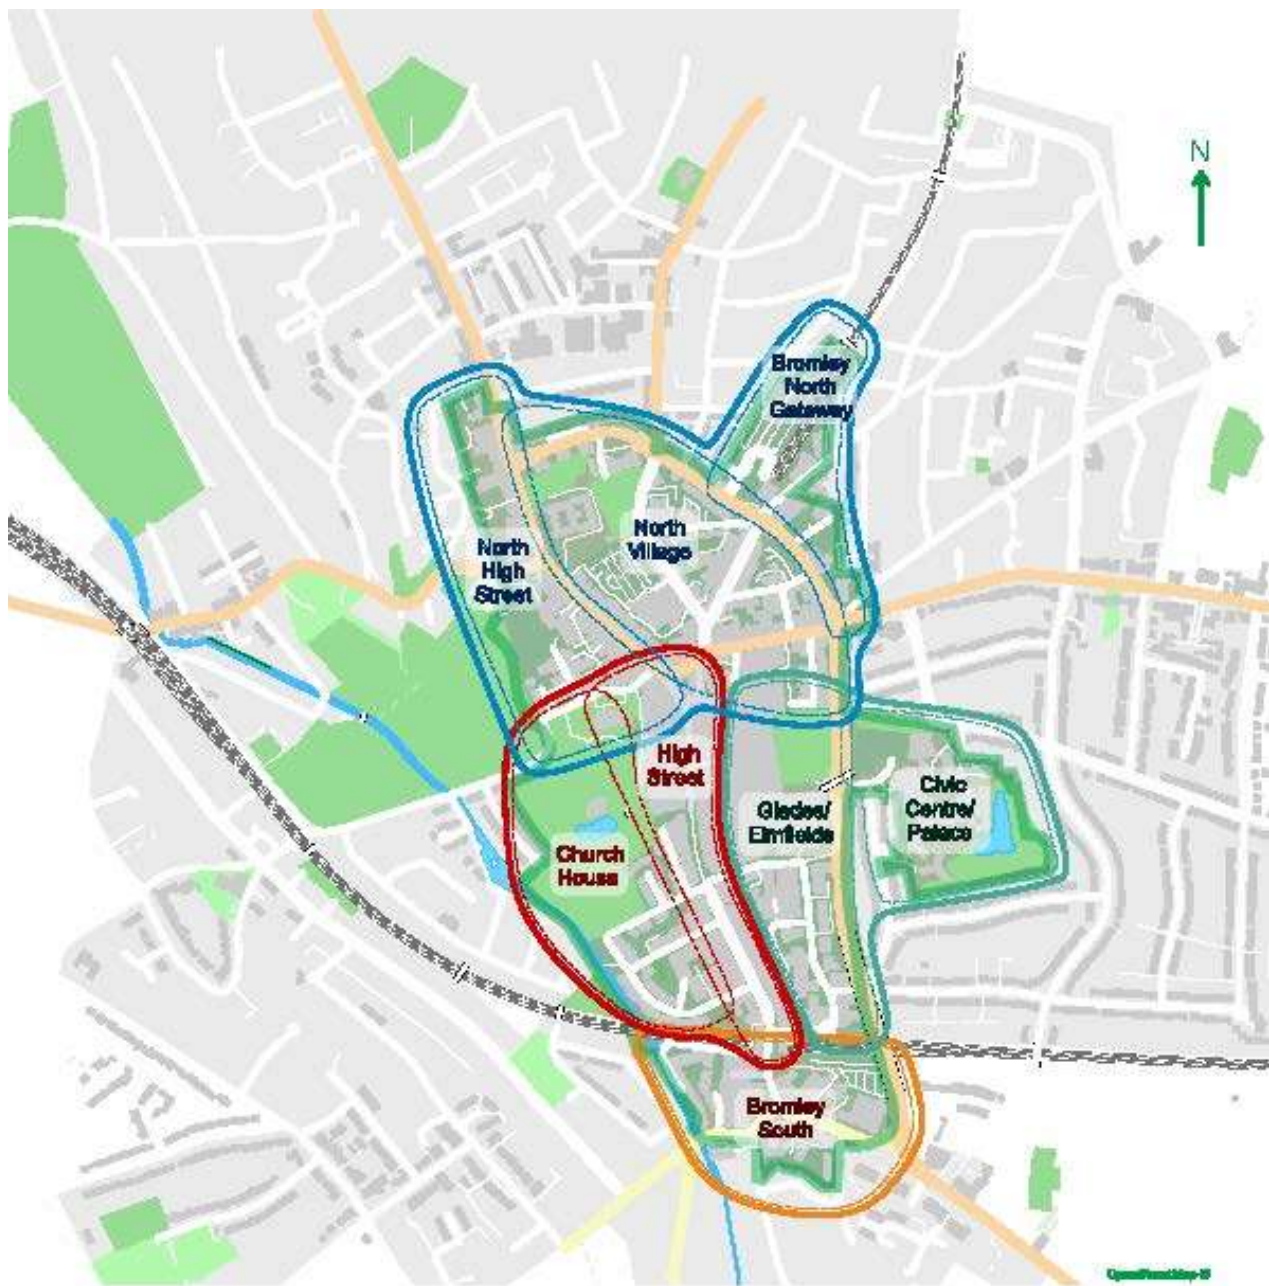 N
Bromley
North
Gateway
North
Village
North
High
Street
High
Street
Civic
Centre/
Palace
Glades/
Elmfields
Church
House
Bromley
South